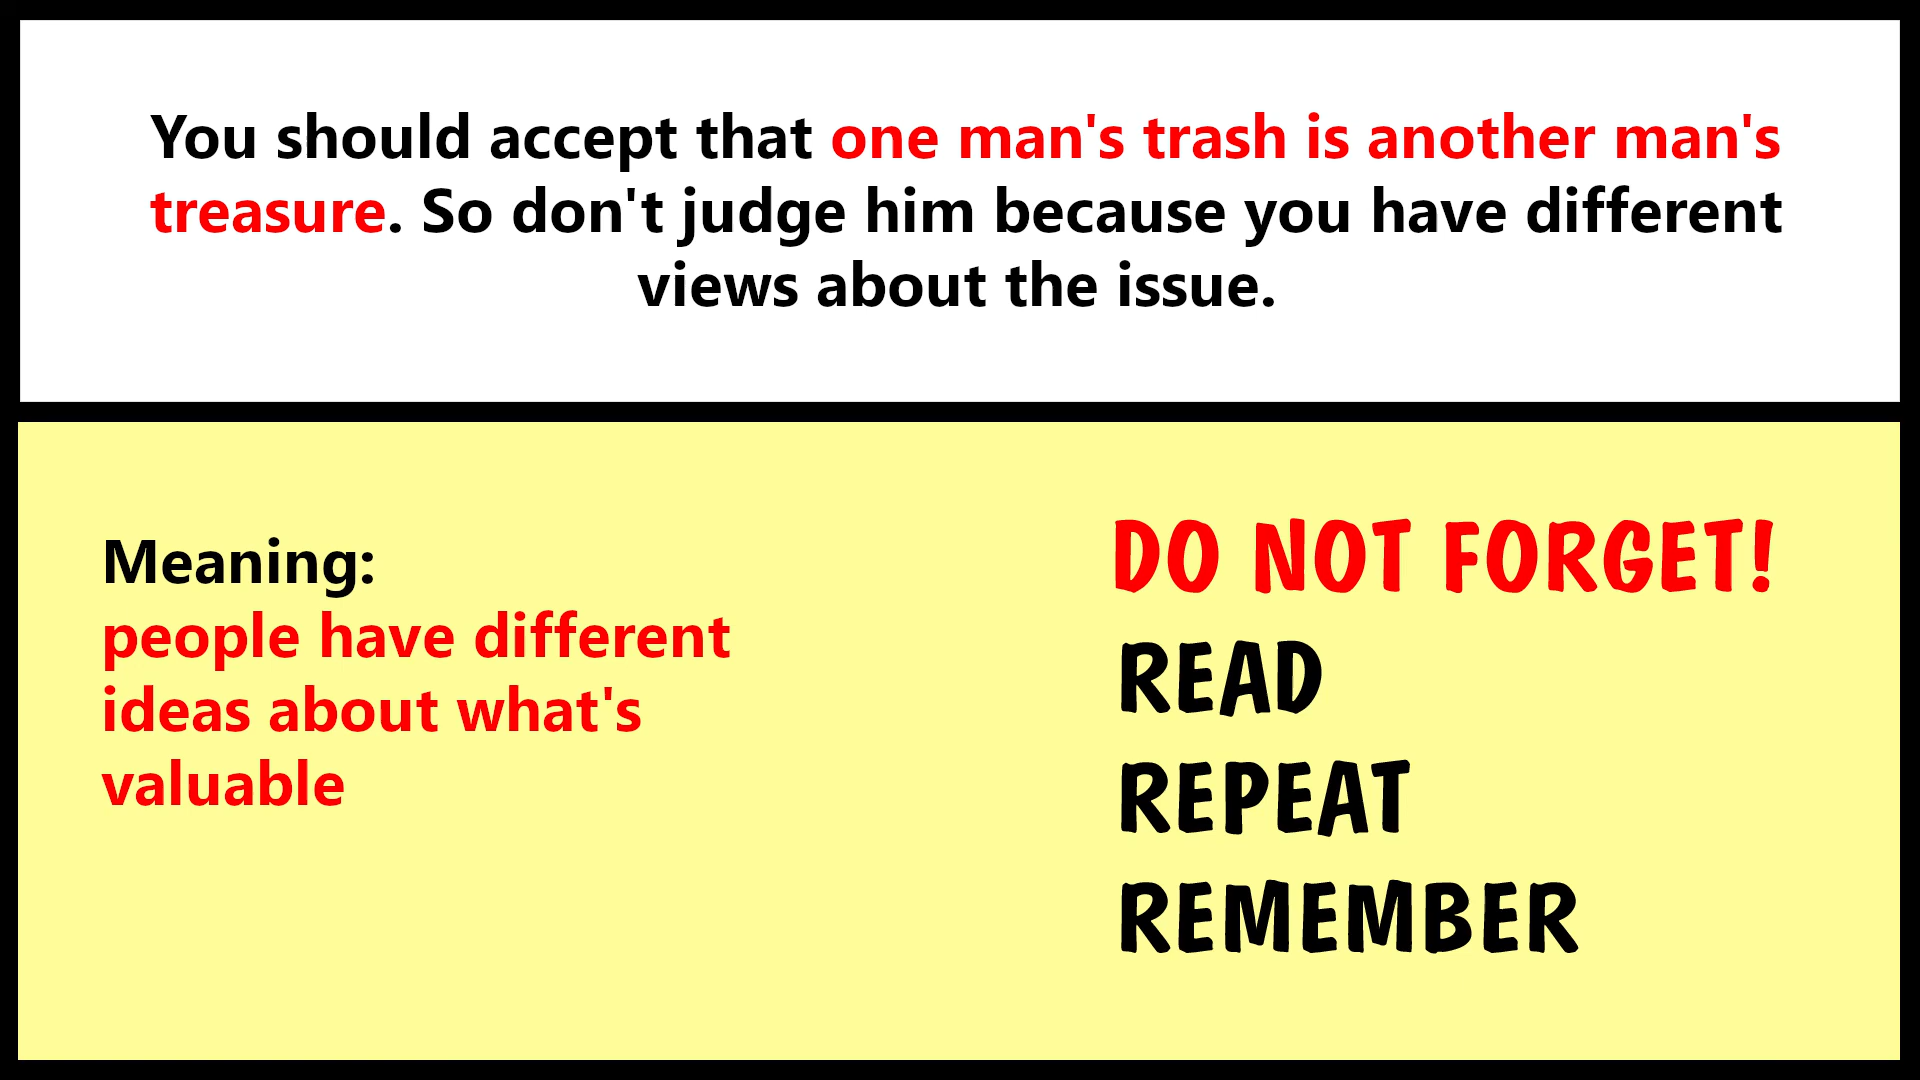 You should accept that one man's trash is another man's
treasure. So don't judge him because you have different
views about the issue.
Meaning:
people have different
ideas about what's
valuable
DO NOT FORGET!
READ
REPEAT
REMEMBER